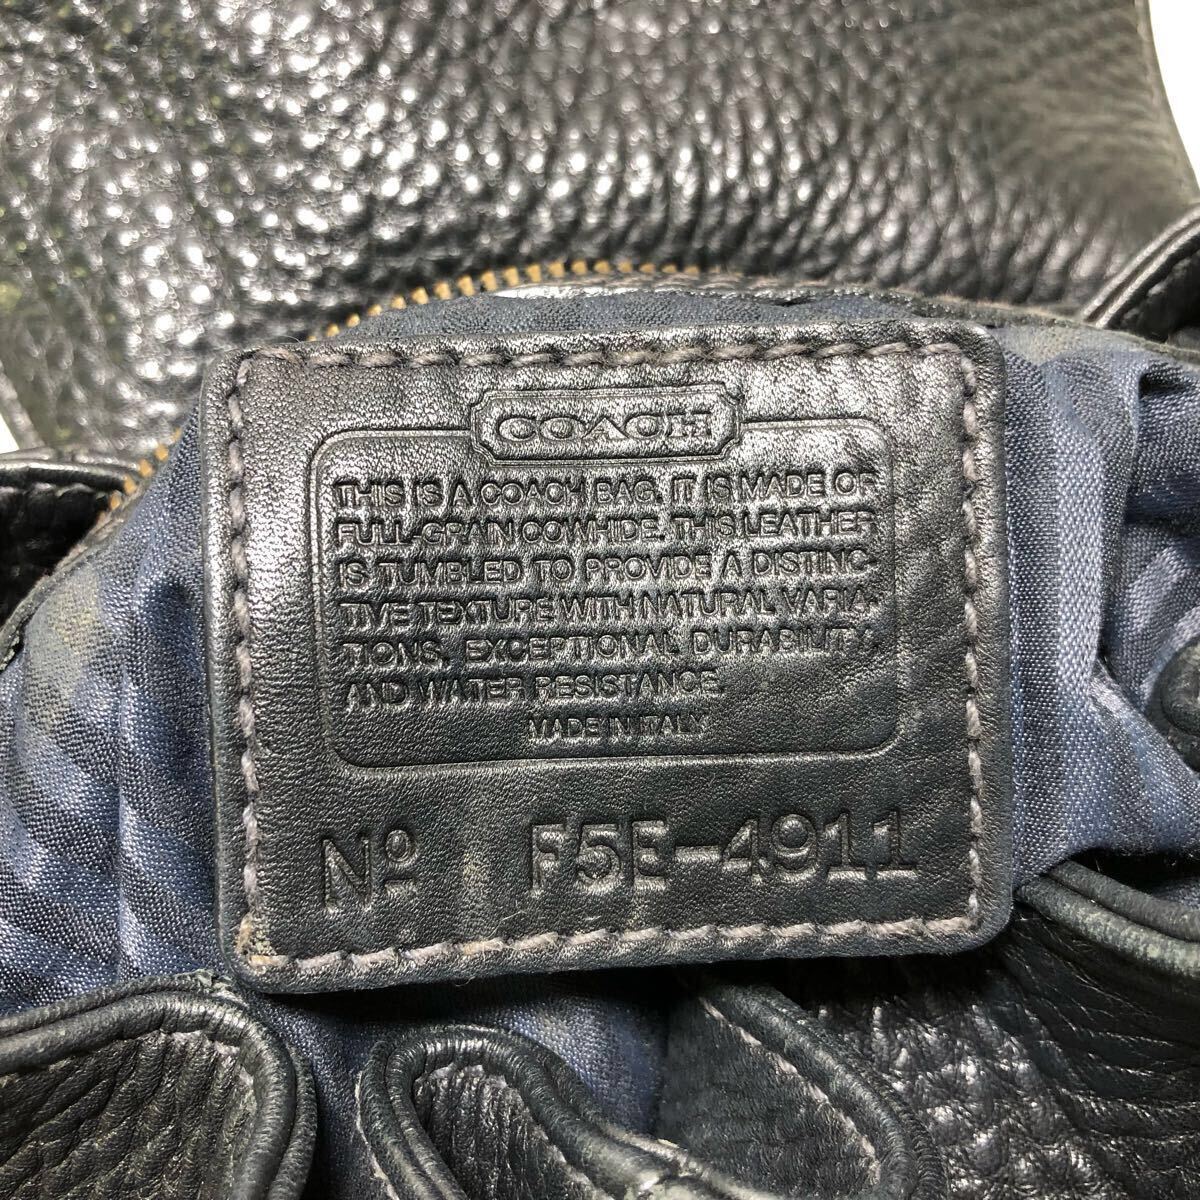 COACH
THIS IS A COACH BAG. IT IS MADE OF
FULL-GRAIN COWHIDE. THIS LEATHER
IS TUMBLED TO PROVIDE A DISTINC-
TIVE TEXTURE WITH NATURAL VARIA-
TIONS, EXCEPTIONAL DURABILITY,
AND WATER RESISTANCE.
MADE IN ITALY
Nº F5E-4911